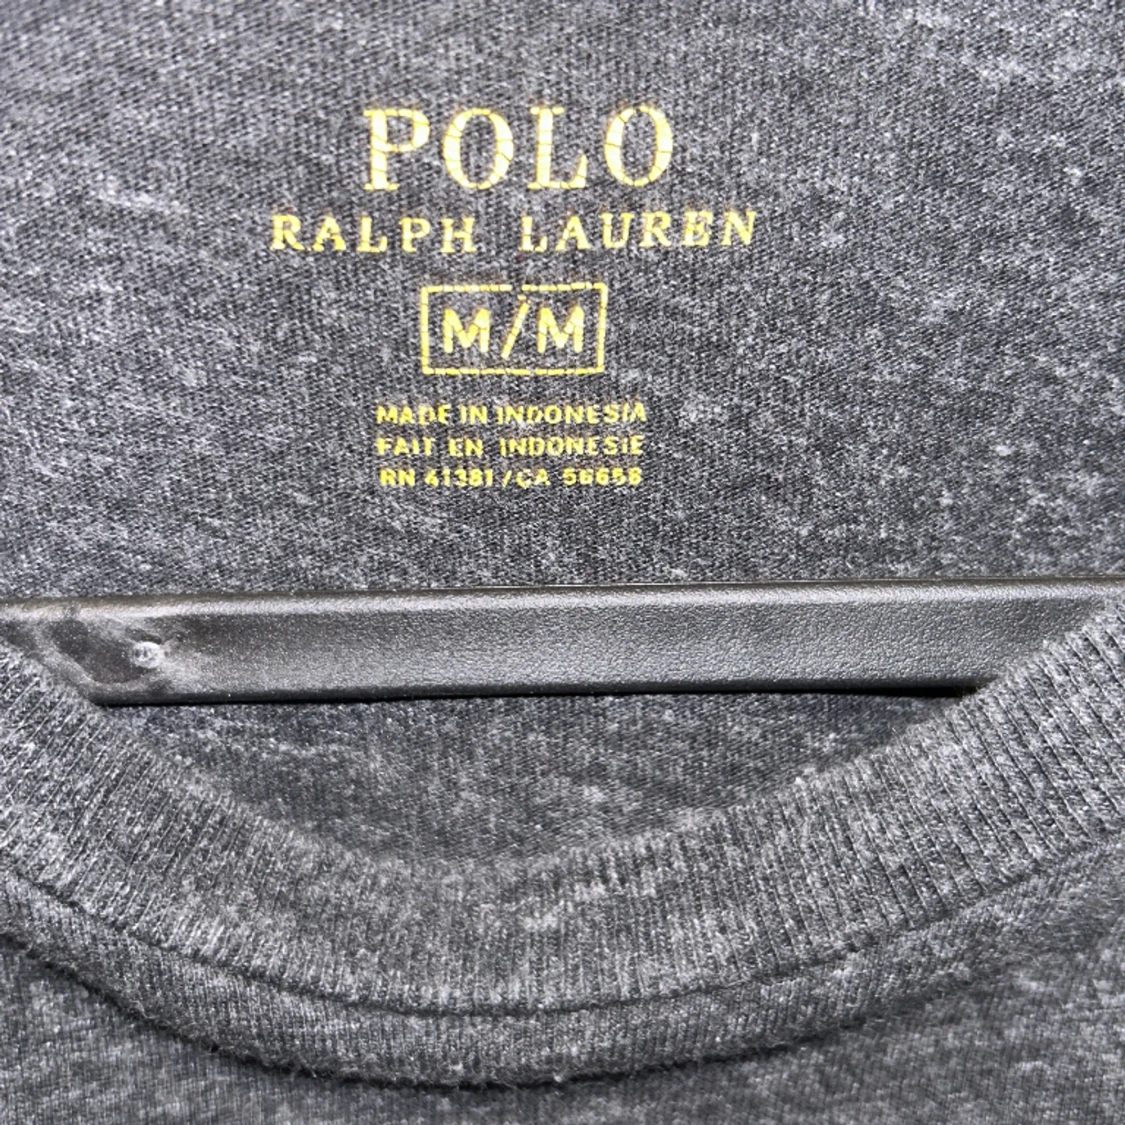 POLO
RALPH LAUREN
M/M
MADE IN INDONESIA
FAIT EN INDONESIE
RN 41381 / CA 56658